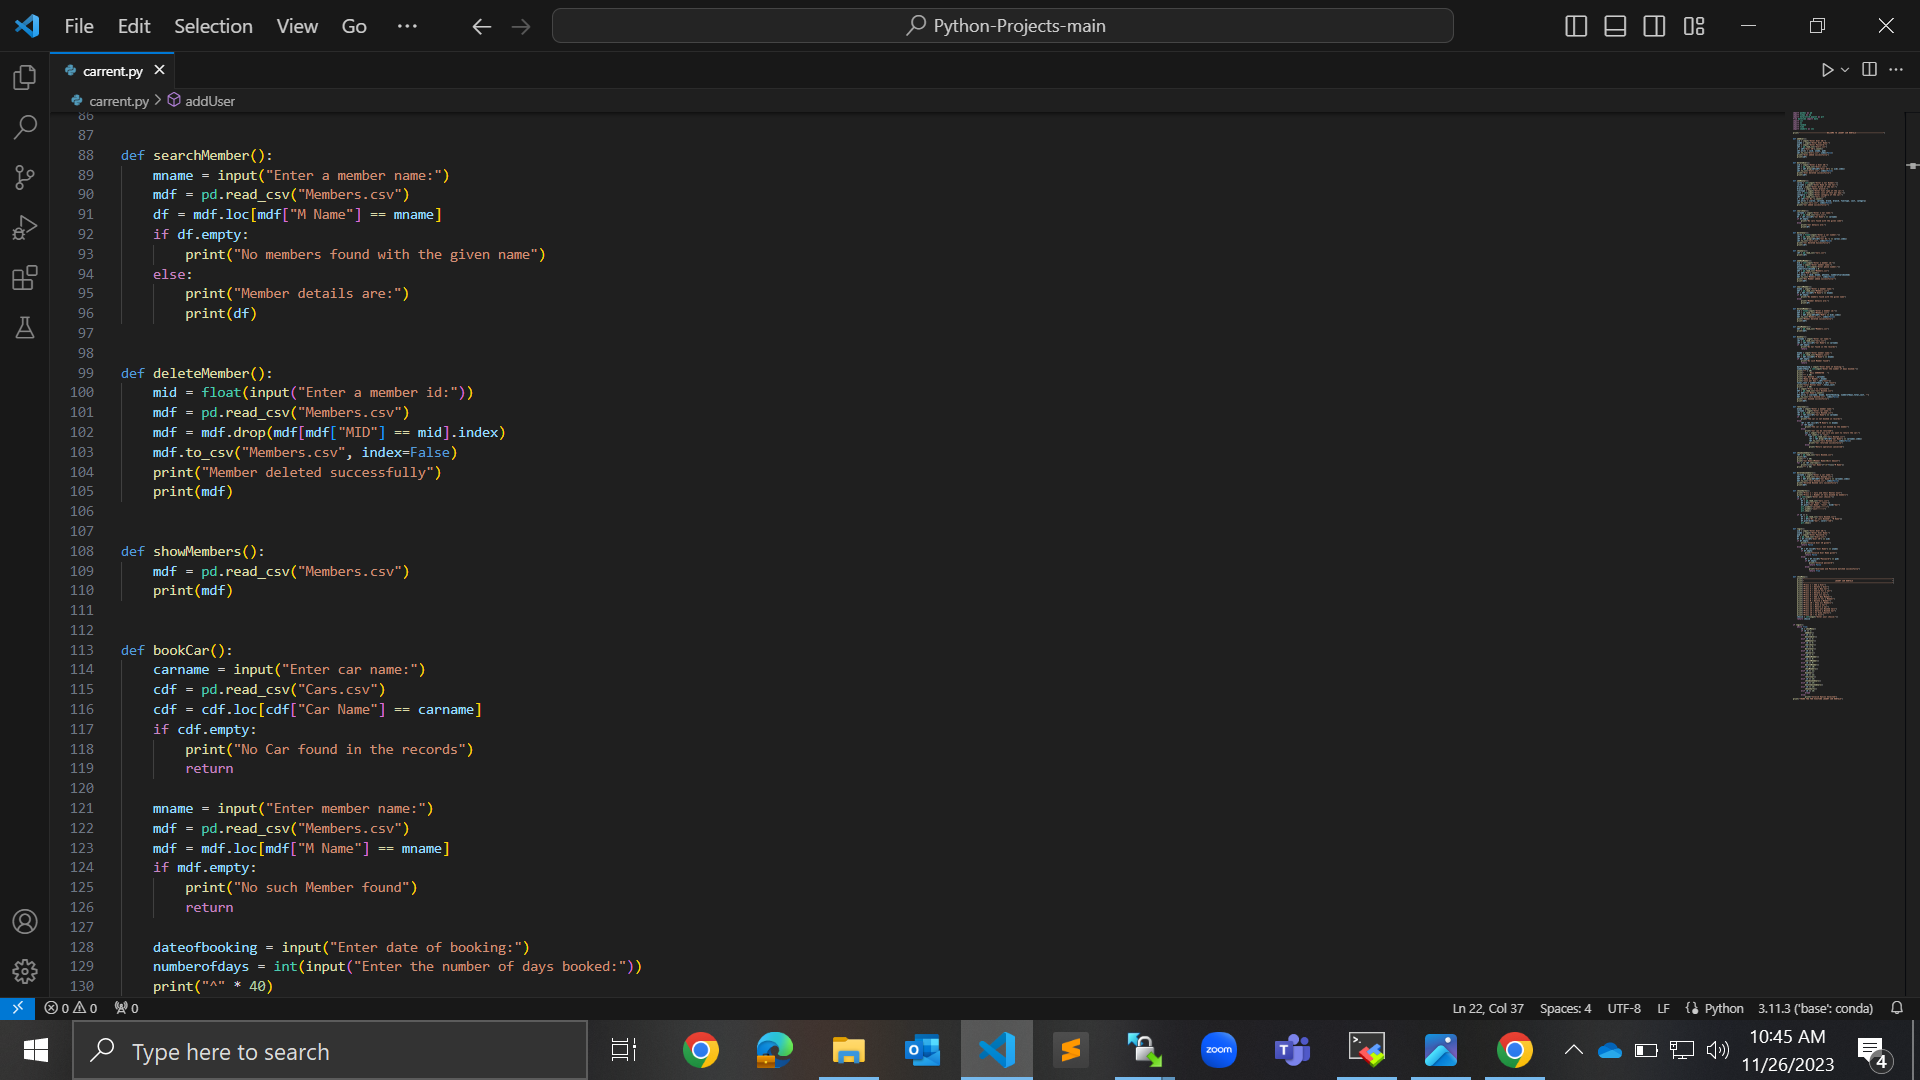 File Edit Selection View Go ··· Python-Projects-main
carrent.py
carrent.py > addUser
86
87
88 def searchMember():
89     mname = input("Enter a member name:")
90     mdf = pd.read_csv("Members.csv")
91     df = mdf.loc[mdf["M Name"] == mname]
92     if df.empty:
93         print("No members found with the given name")
94     else:
95         print("Member details are:")
96         print(df)
97
98
99 def deleteMember():
100     mid = float(input("Enter a member id:"))
101     mdf = pd.read_csv("Members.csv")
102     mdf = mdf.drop(mdf[mdf["MID"] == mid].index)
103     mdf.to_csv("Members.csv", index=False)
104     print("Member deleted successfully")
105     print(mdf)
106
107
108 def showMembers():
109     mdf = pd.read_csv("Members.csv")
110     print(mdf)
111
112
113 def bookCar():
114     carname = input("Enter car name:")
115     cdf = pd.read_csv("Cars.csv")
116     cdf = cdf.loc[cdf["Car Name"] == carname]
117     if cdf.empty:
118         print("No Car found in the records")
119         return
120
121     mname = input("Enter member name:")
122     mdf = pd.read_csv("Members.csv")
123     mdf = mdf.loc[mdf["M Name"] == mname]
124     if mdf.empty:
125         print("No such Member found")
126         return
127
128     dateofbooking = input("Enter date of booking:")
129     numberofdays = int(input("Enter the number of days booked:"))
130     print("^" * 40)
0 0 0 Ln 22, Col 37 Spaces: 4 UTF-8 LF Python 3.11.3 ('base': conda)
Type here to search
zoom
10:45 AM
11/26/2023
4